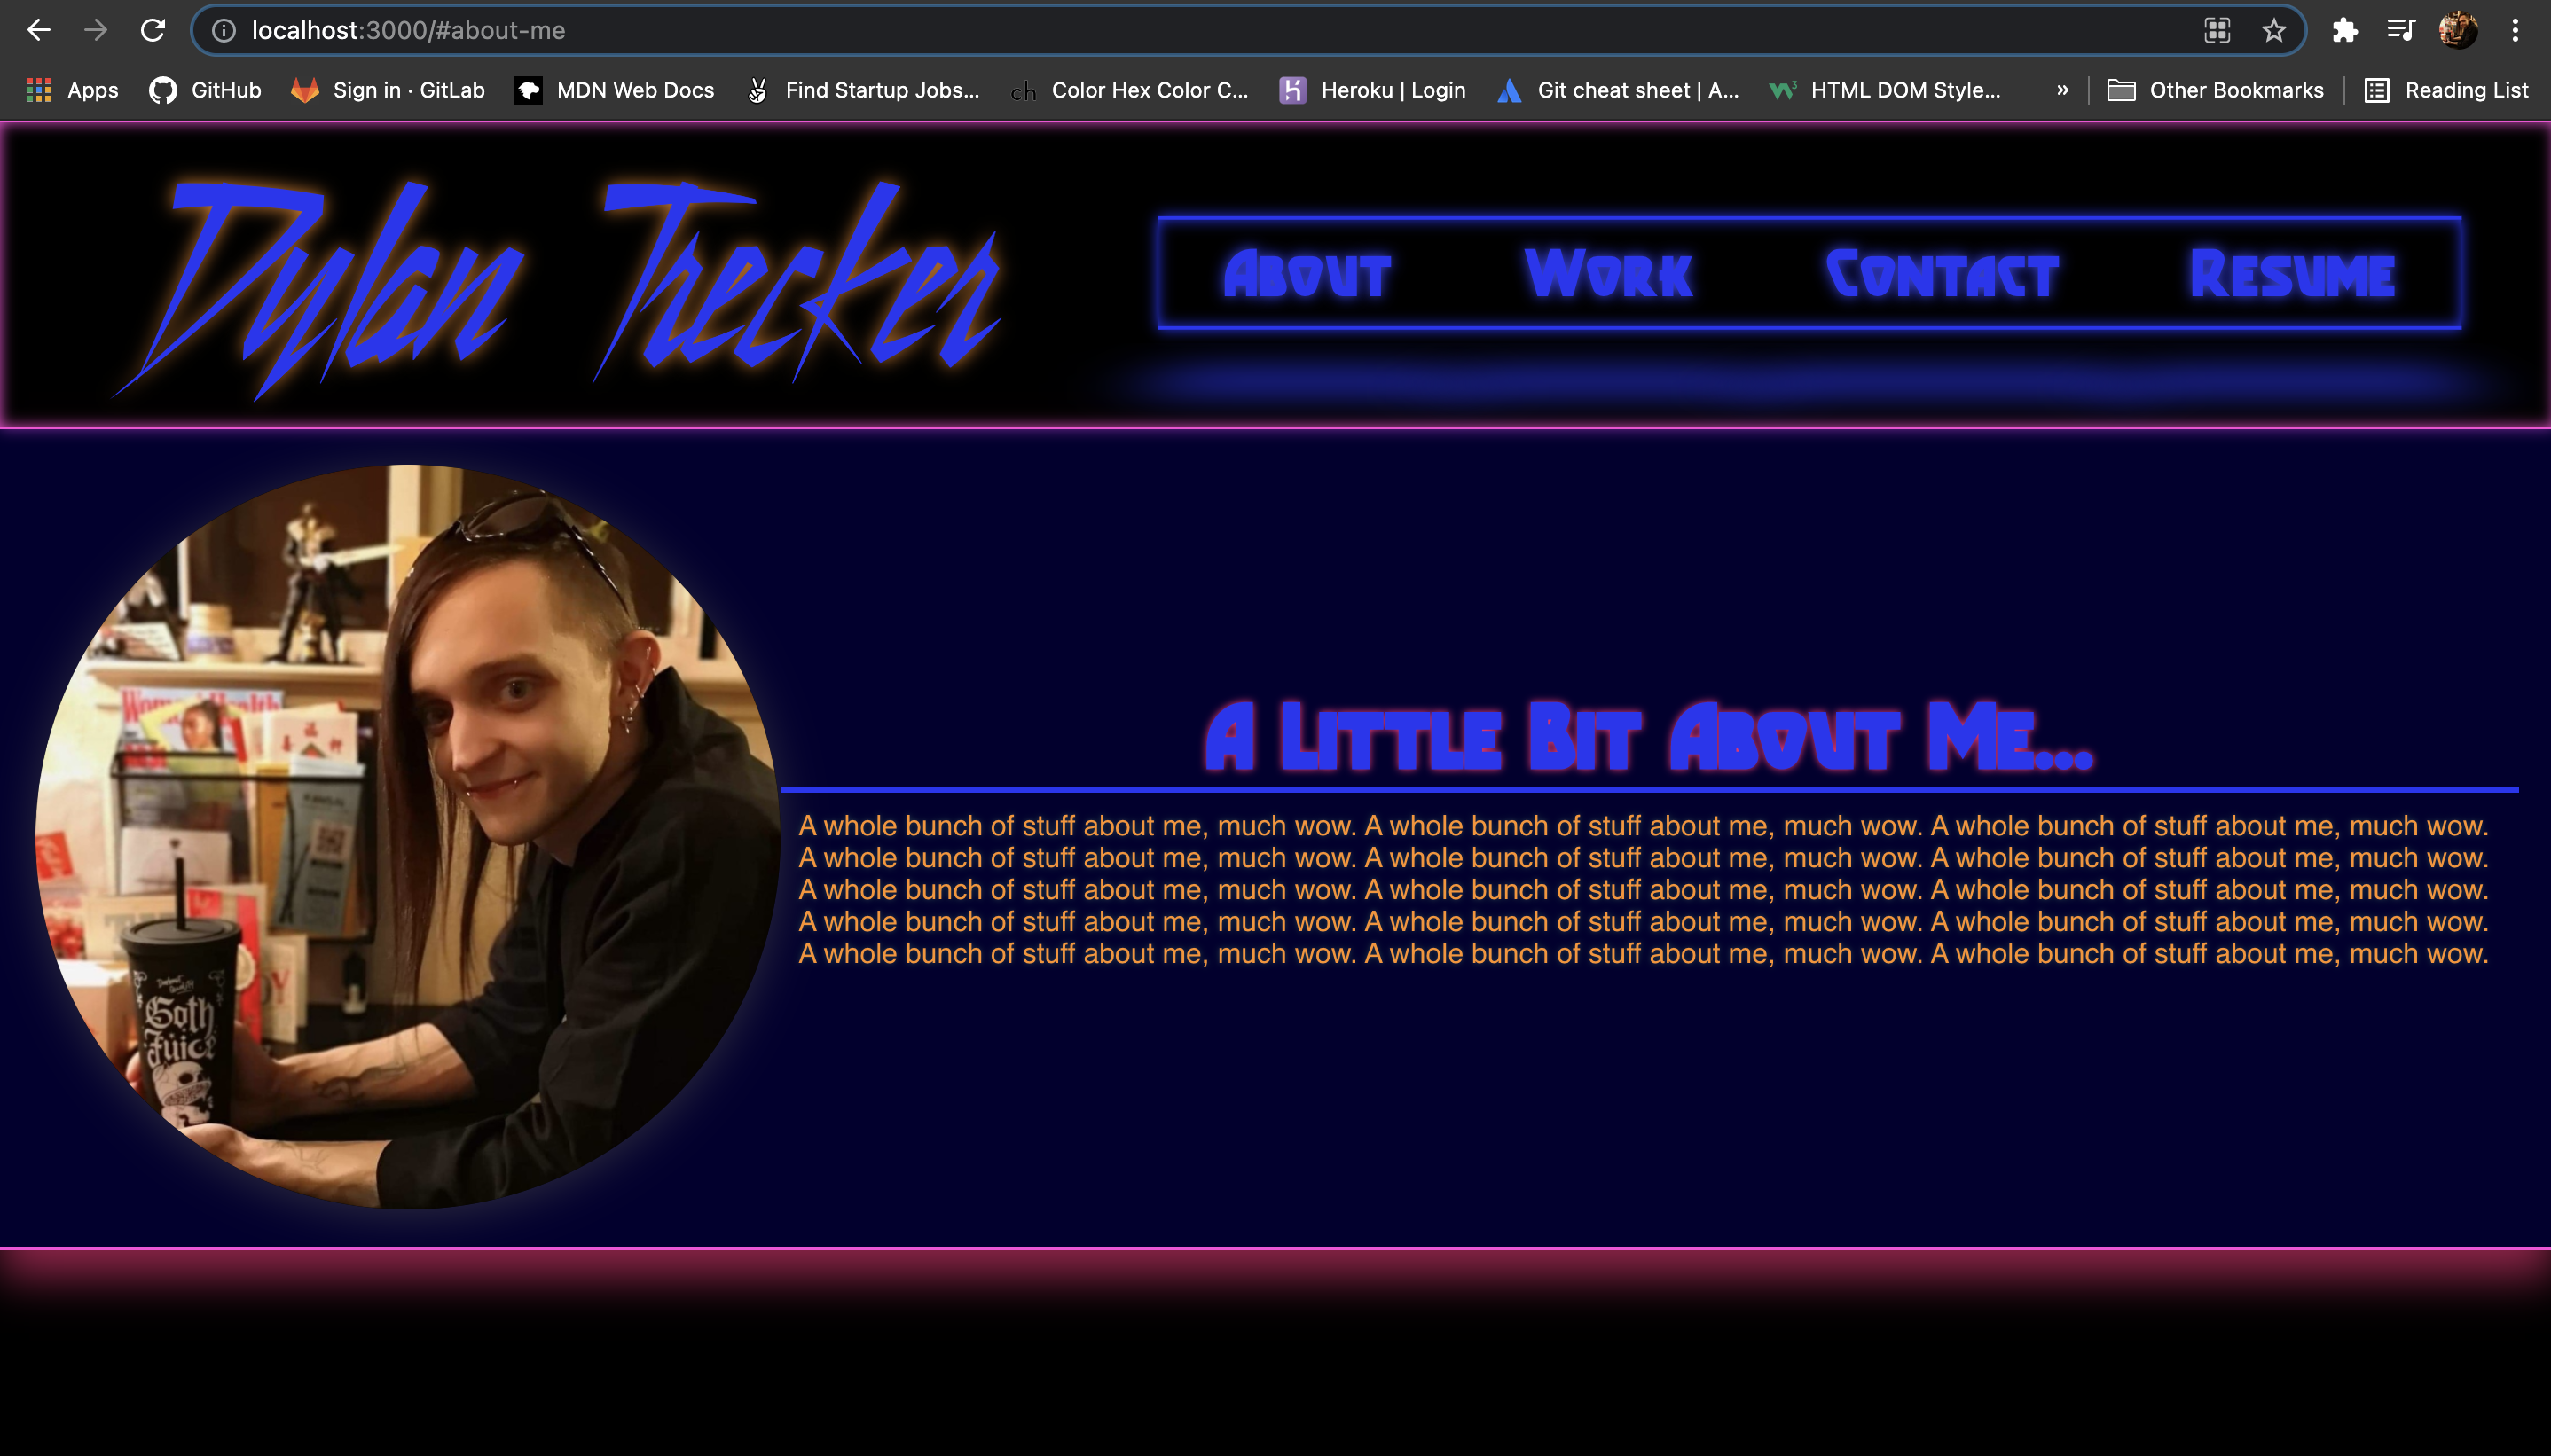 localhost:3000/#about-me
Apps GitHub Sign in · GitLab MDN Web Docs Find Startup Jobs... ch Color Hex Color C... Heroku | Login Git cheat sheet | A... W3 HTML DOM Style... » Other Bookmarks Reading List
Dylan Trecker
About Work Contact Resume
Women'sHealth
Goth
Juice
A Little Bit About Me...
A whole bunch of stuff about me, much wow. A whole bunch of stuff about me, much wow. A whole bunch of stuff about me, much wow.
A whole bunch of stuff about me, much wow. A whole bunch of stuff about me, much wow. A whole bunch of stuff about me, much wow.
A whole bunch of stuff about me, much wow. A whole bunch of stuff about me, much wow. A whole bunch of stuff about me, much wow.
A whole bunch of stuff about me, much wow. A whole bunch of stuff about me, much wow. A whole bunch of stuff about me, much wow.
A whole bunch of stuff about me, much wow. A whole bunch of stuff about me, much wow. A whole bunch of stuff about me, much wow.